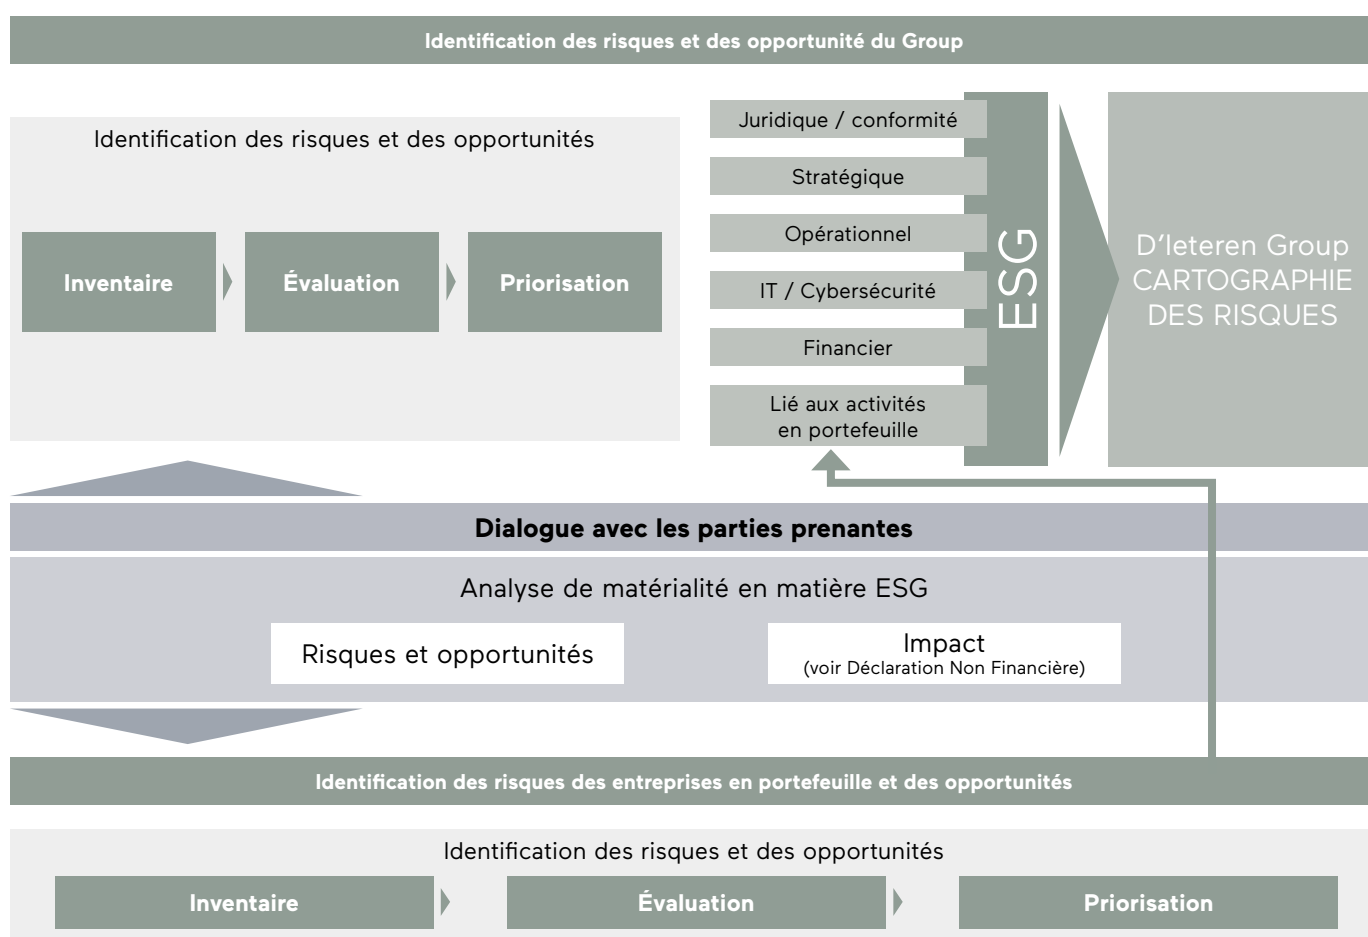 Identification des risques et des opportunité du Group
Identification des risques et des opportunités
Inventaire
Évaluation
Priorisation
Juridique / conformité
Stratégique
Opérationnel
IT / Cybersécurité
Financier
Lié aux activités
en portefeuille
ESG
D'Ieteren Group
CARTOGRAPHIE
DES RISQUES
Dialogue avec les parties prenantes
Analyse de matérialité en matière ESG
Risques et opportunités
Impact
(voir Déclaration Non Financière)
Identification des risques des entreprises en portefeuille et des opportunités
Identification des risques et des opportunités
Inventaire
Évaluation
Priorisation